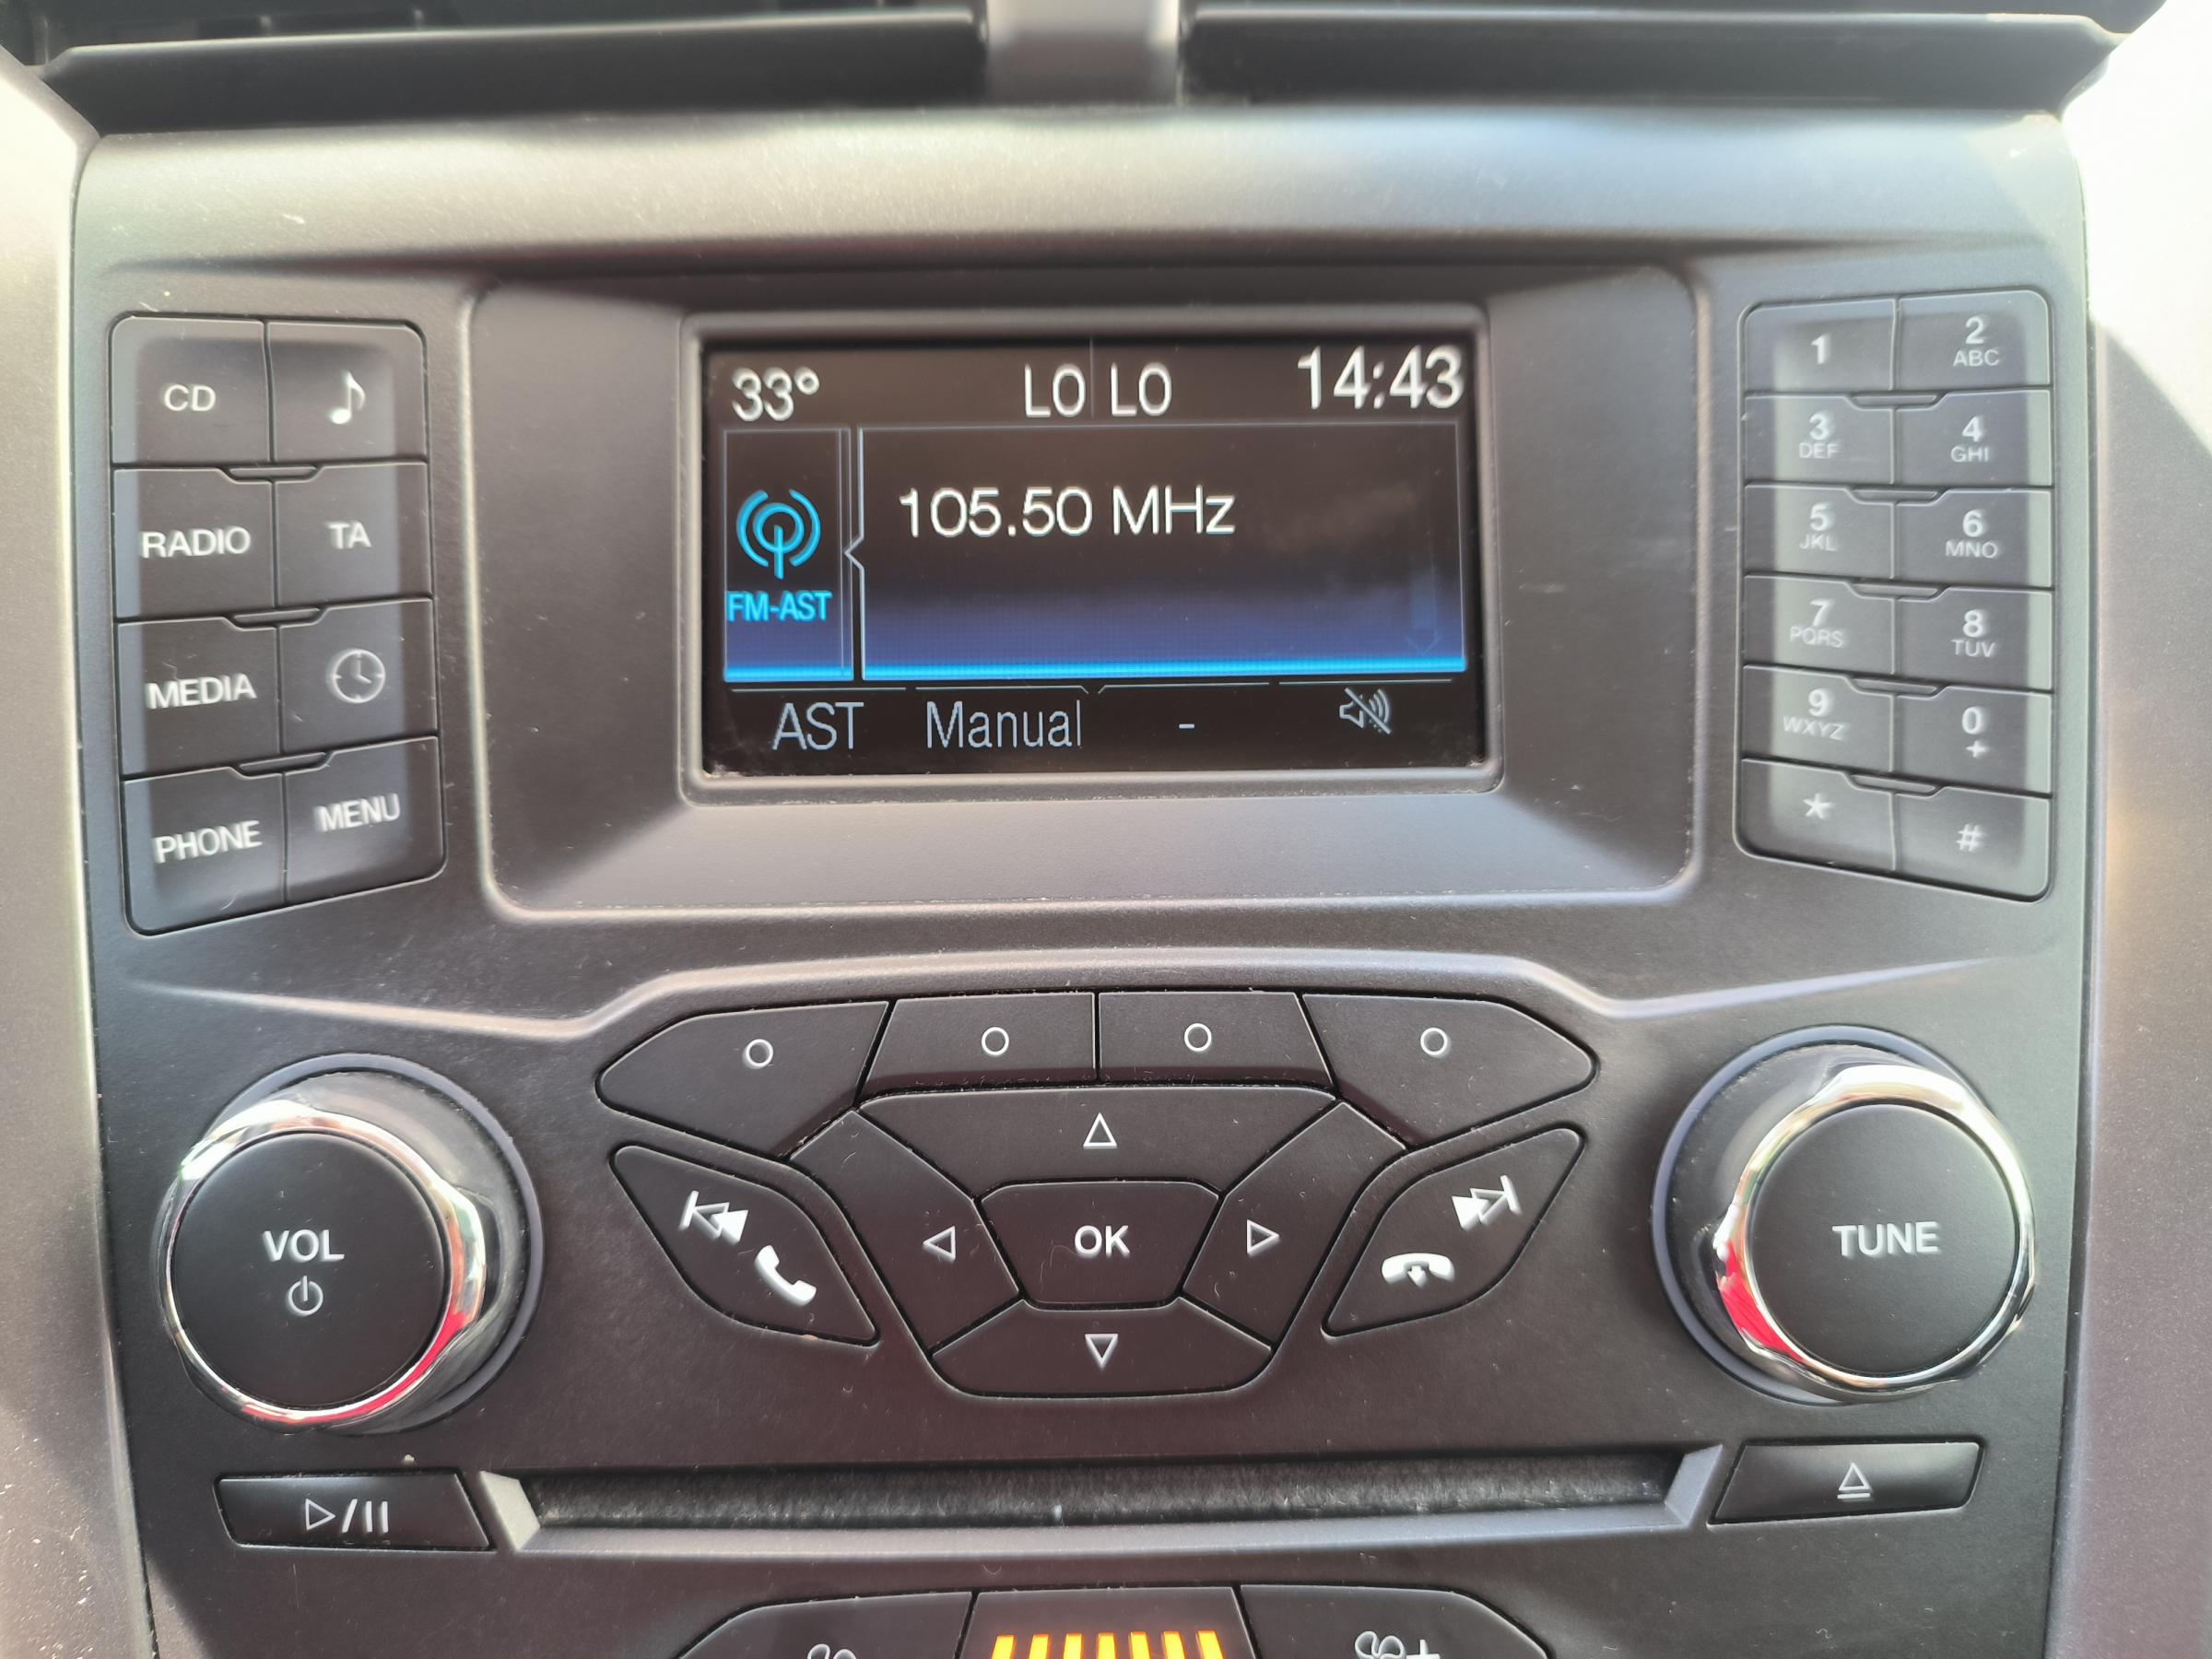 33° LO LO 14:43
105.50 MHz
FM-AST
AST Manual -
CD
RADIO TA
MEDIA
PHONE MENU
1 2 ABC
3 DEF 4 GHI
5 JKL 6 MNO
7 PQRS 8 TUV
9 WXYZ 0 +
* #
VOL
OK
TUNE